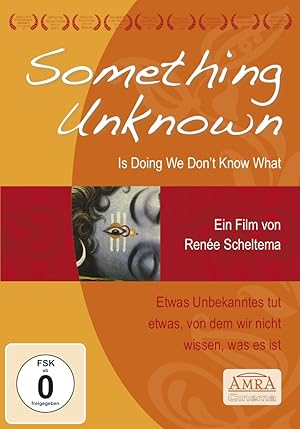 Something
Unknown
Is Doing We Don't Know What
Ein Film von
Renée Scheltema
Etwas Unbekanntes tut
etwas, von dem wir nicht
wissen, was es ist
FSK
ab
0
freigegeben
AMRA
Cinema